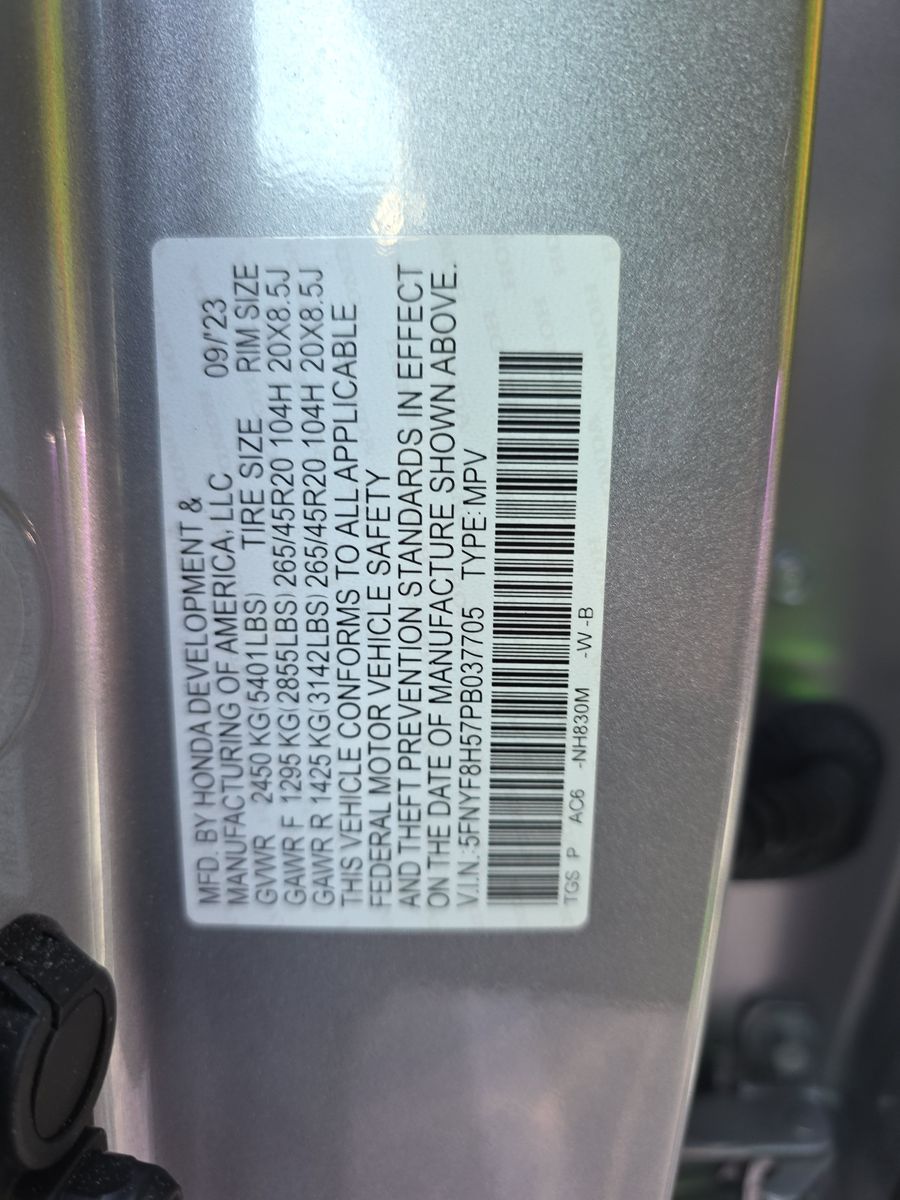 MFD. BY HONDA DEVELOPMENT &
MANUFACTURING OF AMERICA, LLC 09/'23
GVWR 2450 KG(5401LBS) TIRE SIZE RIM SIZE
GAWR F 1295 KG(2855LBS) 265/45R20 104H 20X8.5J
GAWR R 1425 KG(3142LBS) 265/45R20 104H 20X8.5J
THIS VEHICLE CONFORMS TO ALL APPLICABLE
FEDERAL MOTOR VEHICLE SAFETY
AND THEFT PREVENTION STANDARDS IN EFFECT
ON THE DATE OF MANUFACTURE SHOWN ABOVE.
V.I.N.:5FNYF8H57PB037705 TYPE:MPV
TGS P AC6 -NH830M -W -B